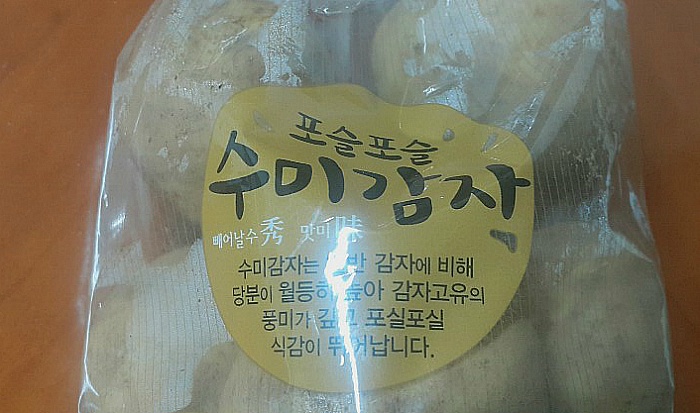 포슬포슬
수미감자
빼어날수秀 맛미味
수미감자는 일반 감자에 비해
당분이 월등히 높아 감자고유의
풍미가 깊고 포실포실
식감이 뛰어납니다.